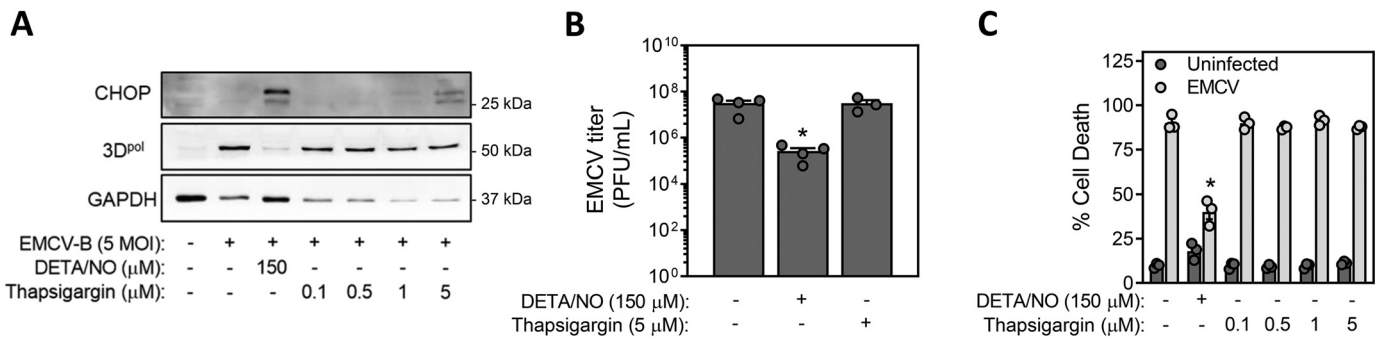 A
CHOP
25 kDa
3Dpol
50 kDa
GAPDH
37 kDa
EMCV-B (5 MOI): - + + + + + +
DETA/NO (µM): - - 150 - - - -
Thapsigargin (µM): - - - 0.1 0.5 1 5
B
EMCV titer
(PFU/mL)
10^10
10^8
10^6
10^4
10^2
10^0
*
DETA/NO (150 µM): - + -
Thapsigargin (5 µM): - - +
C
% Cell Death
125
100
75
50
25
0
Uninfected
EMCV
*
DETA/NO (150 µM): - + - - - -
Thapsigargin (µM): - - 0.1 0.5 1 5